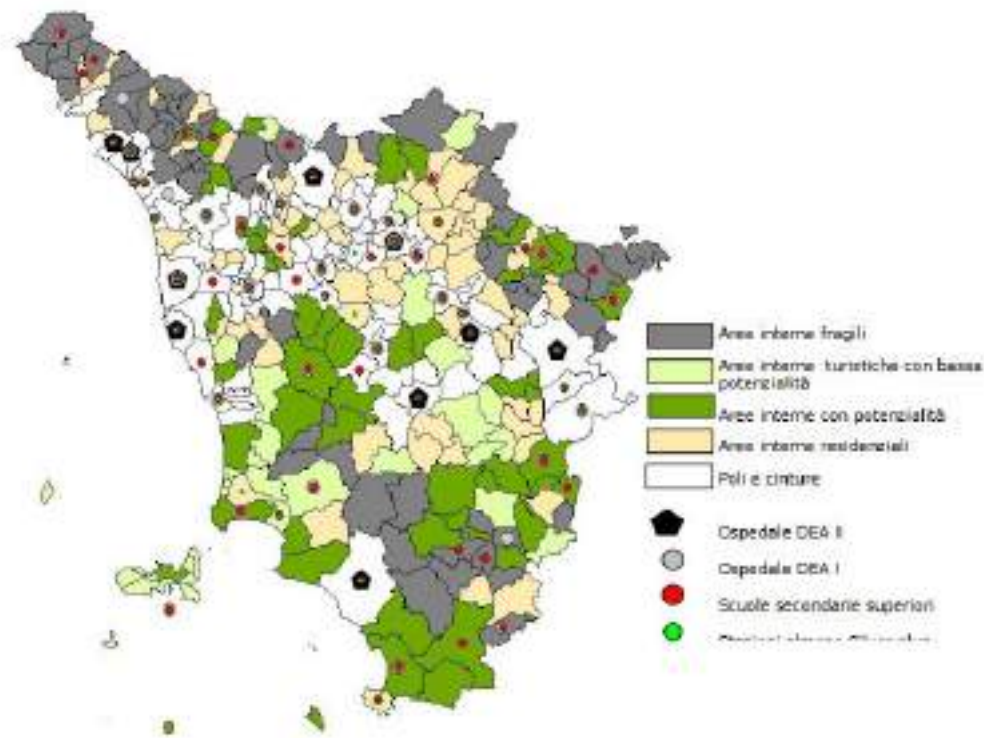 Aree interne fragili
Aree interne turistiche con bassa
potenzialità
Aree interne con potenzialità
Aree interne residenziali
Poli e cinture
Ospedale DEA II
Ospedale DEA I
Scuole secondarie superiori